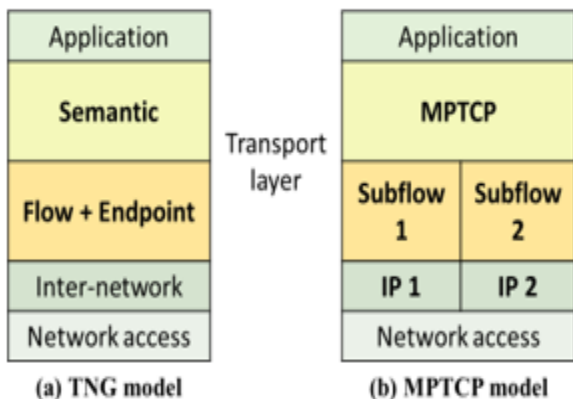 Application
Semantic
Flow + Endpoint
Inter-network
Network access
(a) TNG model
Transport
layer
Application
MPTCP
Subflow
1
Subflow
2
IP 1
IP 2
Network access
(b) MPTCP model